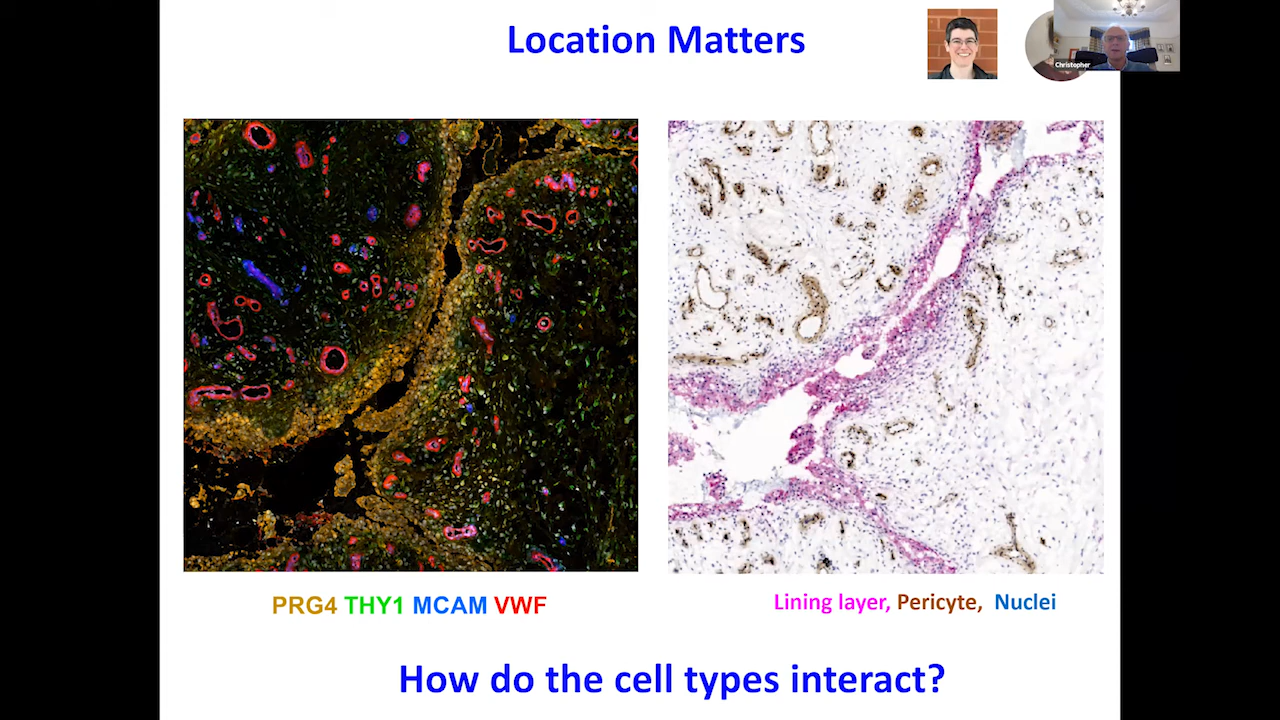 Location Matters
Christopher
PRG4 THY1 MCAM VWF
Lining layer, Pericyte, Nuclei
How do the cell types interact?